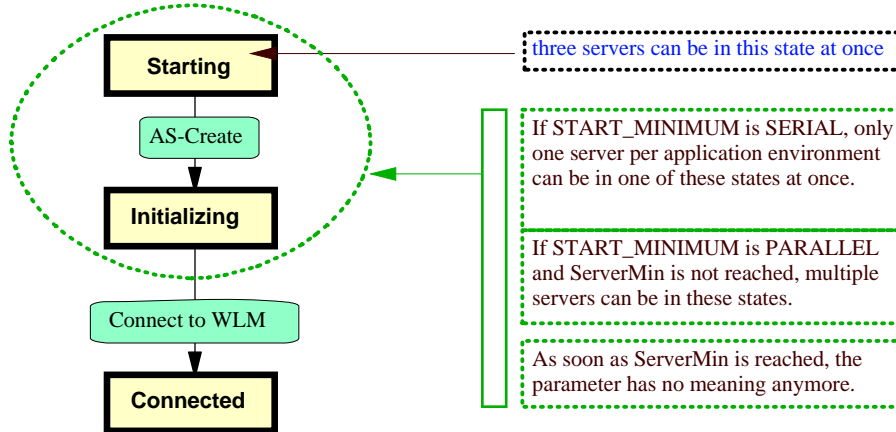 Starting
three servers can be in this state at once
AS-Create
If START_MINIMUM is SERIAL, only
one server per application environment
can be in one of these states at once.
Initializing
If START_MINIMUM is PARALLEL
and ServerMin is not reached, multiple
servers can be in these states.
Connect to WLM
As soon as ServerMin is reached, the
parameter has no meaning anymore.
Connected